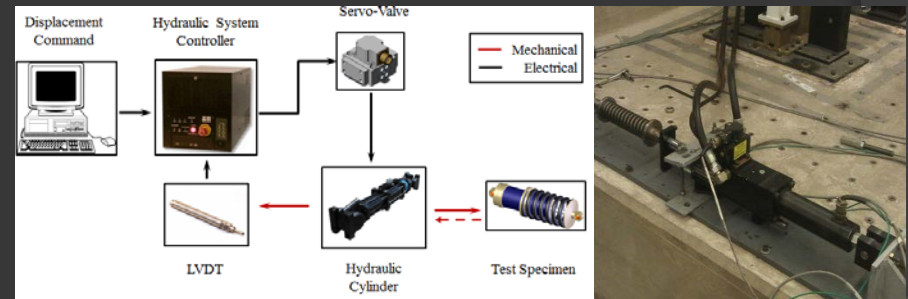 Displacement
Command
Hydraulic System
Controller
Servo-Valve
Mechanical
Electrical
LVDT
Hydraulic
Cylinder
Test Specimen